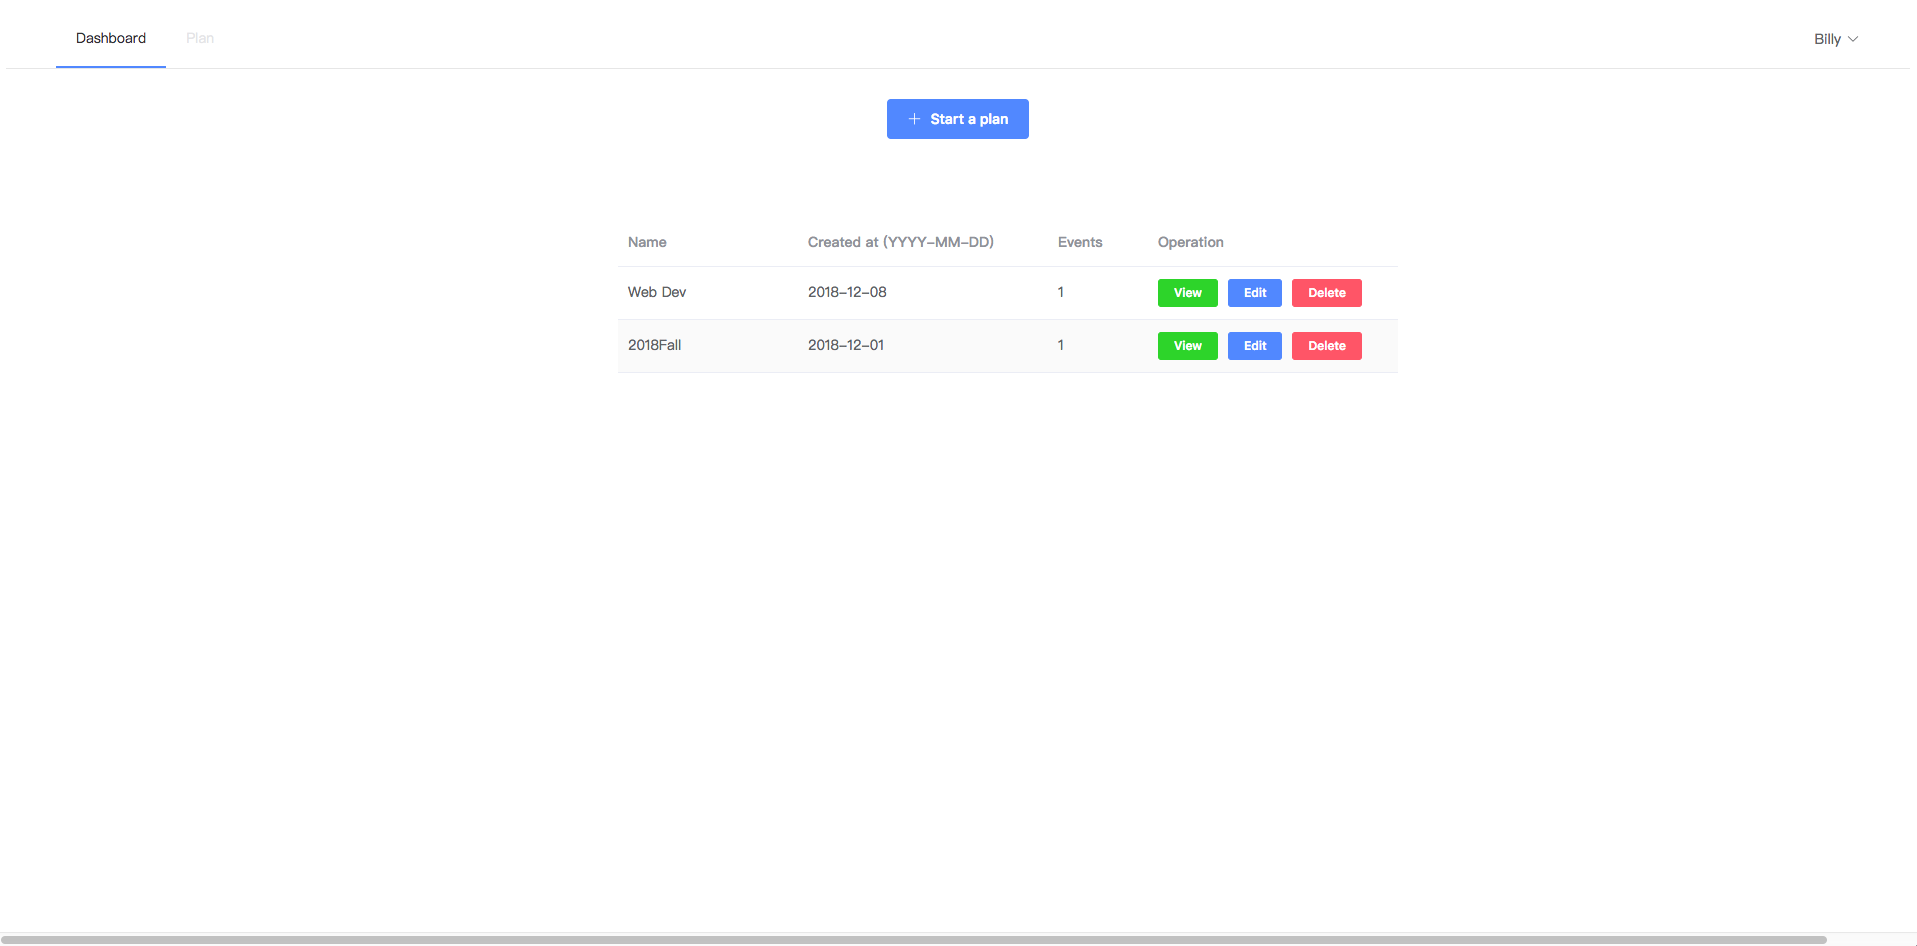 Dashboard Plan Billy
Start a plan
Name Created at (YYYY-MM-DD) Events Operation
Web Dev 2018-12-08 1 View Edit Delete
2018Fall 2018-12-01 1 View Edit Delete